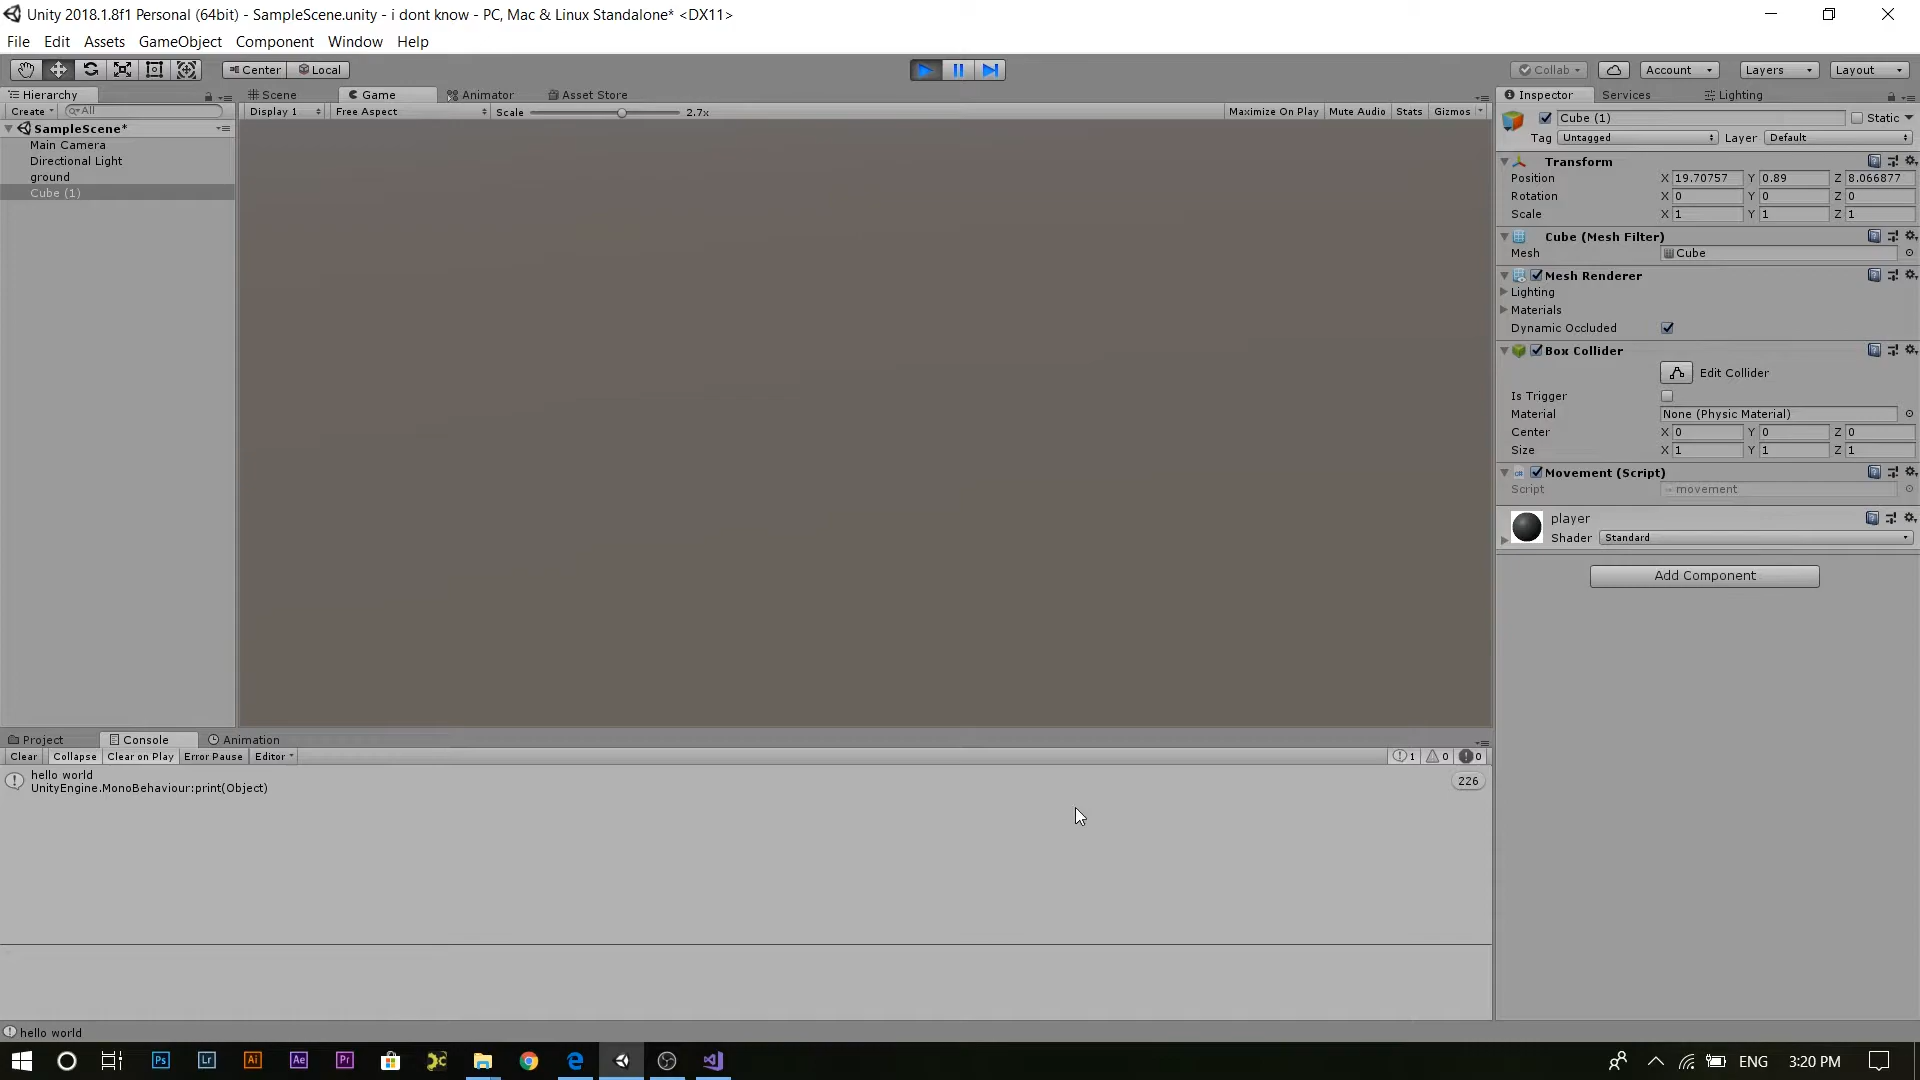 Unity 2018.1.8f1 Personal (64bit) - SampleScene.unity - i dont know - PC, Mac & Linux Standalone* <DX11>
File Edit Assets GameObject Component Window Help
Center Local Collab Account Layers Layout
Hierarchy Scene Game Animator Asset Store Inspector Services Lighting
Create All Display 1 Free Aspect Scale 2.7x Maximize On Play Mute Audio Stats Gizmos
SampleScene*
Main Camera
Directional Light
ground
Cube (1)
Cube (1) Static
Tag Untagged Layer Default
Transform
Position X 19.70757 Y 0.89 Z 8.066877
Rotation X 0 Y 0 Z 0
Scale X 1 Y 1 Z 1
Cube (Mesh Filter)
Mesh Cube
Mesh Renderer
Lighting
Materials
Dynamic Occluded
Box Collider
Edit Collider
Is Trigger
Material None (Physic Material)
Center X 0 Y 0 Z 0
Size X 1 Y 1 Z 1
Movement (Script)
Script movement
player
Shader Standard
Add Component
Project Console Animation
Clear Collapse Clear on Play Error Pause Editor 1 0 0
hello world
UnityEngine.MonoBehaviour:print(Object)
226
hello world
Ps Lr Ai Ae Pr ENG 3:20 PM